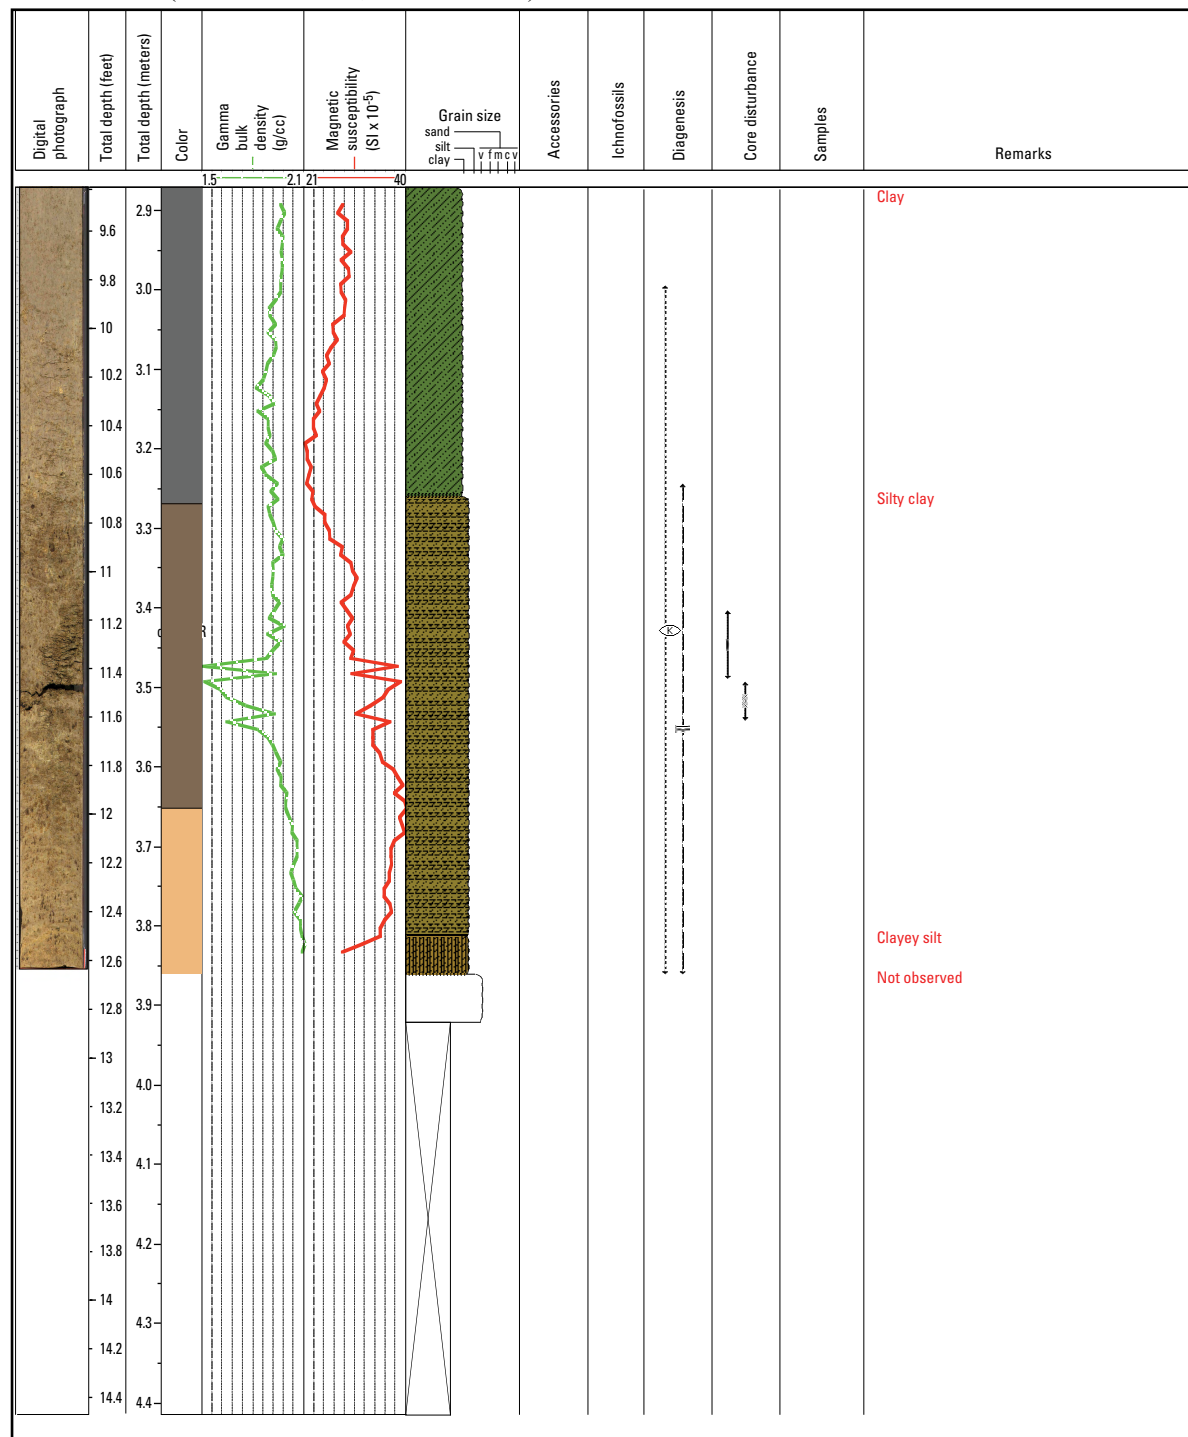 Digital photograph
Total depth (feet)
Total depth (meters)
Color
Gamma bulk density (g/cc)
Magnetic susceptibility (SI x 10-5)
Grain size
sand
silt
clay
v f m c v
Accessories
Ichnofossils
Diagenesis
Core disturbance
Samples
Remarks
1.5 2.1 21 40
Clay
2.9
9.6
9.8
3.0
10
3.1
10.2
10.4
3.2
10.6
Silty clay
10.8
3.3
11
3.4
11.2
R
K
11.4
3.5
11.6
11.8
3.6
12
3.7
12.2
12.4
3.8
Clayey silt
12.6
Not observed
12.8
3.9
13
4.0
13.2
13.4
4.1
13.6
13.8
4.2
14
4.3
14.2
14.4
4.4